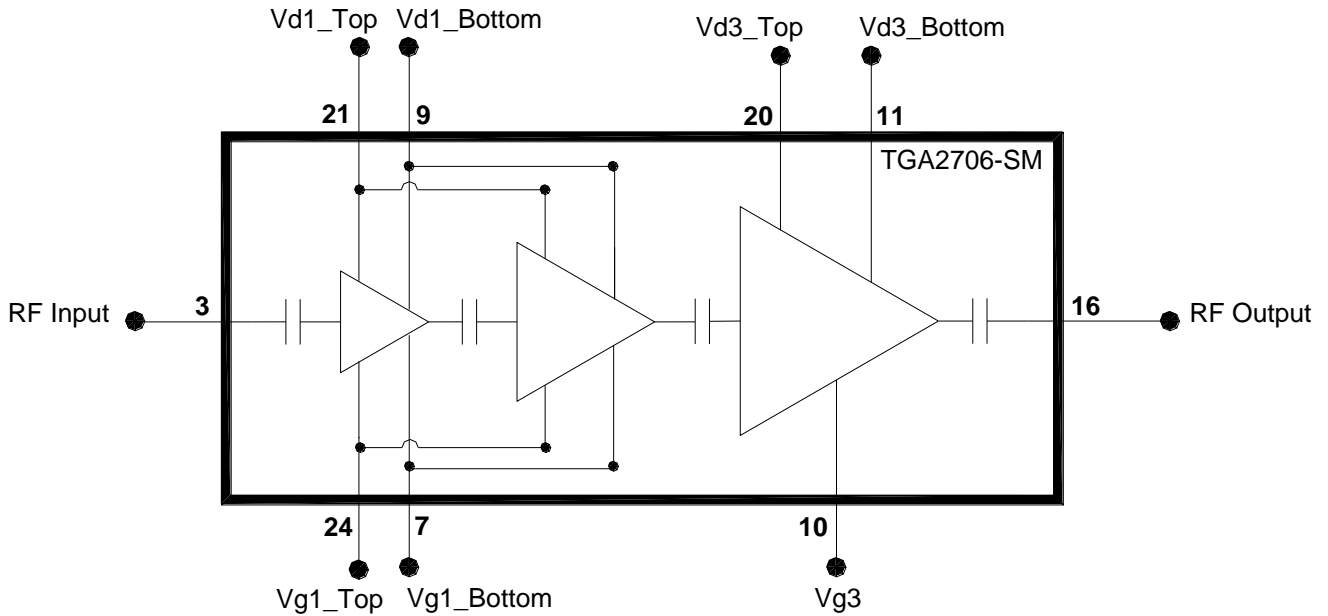 Vd1_Top Vd1_Bottom
Vd3_Top Vd3_Bottom
21 9
20 11
TGA2706-SM
RF Input
3
16
RF Output
24 7
10
Vg1_Top Vg1_Bottom
Vg3